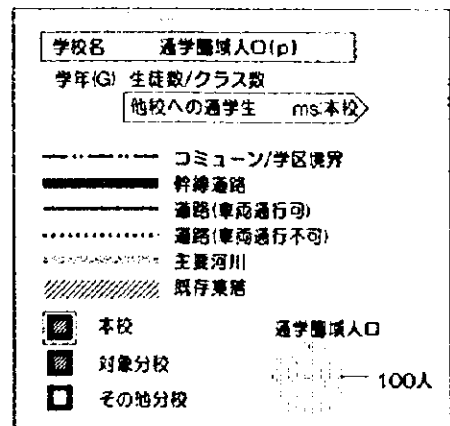 学校名 通学圏域人口(p)
学年(G) 生徒数/クラス数
他校への通学生 ms:本校
コミューン/学区境界
幹線道路
道路(車両通行可)
道路(車両通行不可)
主要河川
既存集落
本校
対象分校
その他分校
通学圏域人口
100人